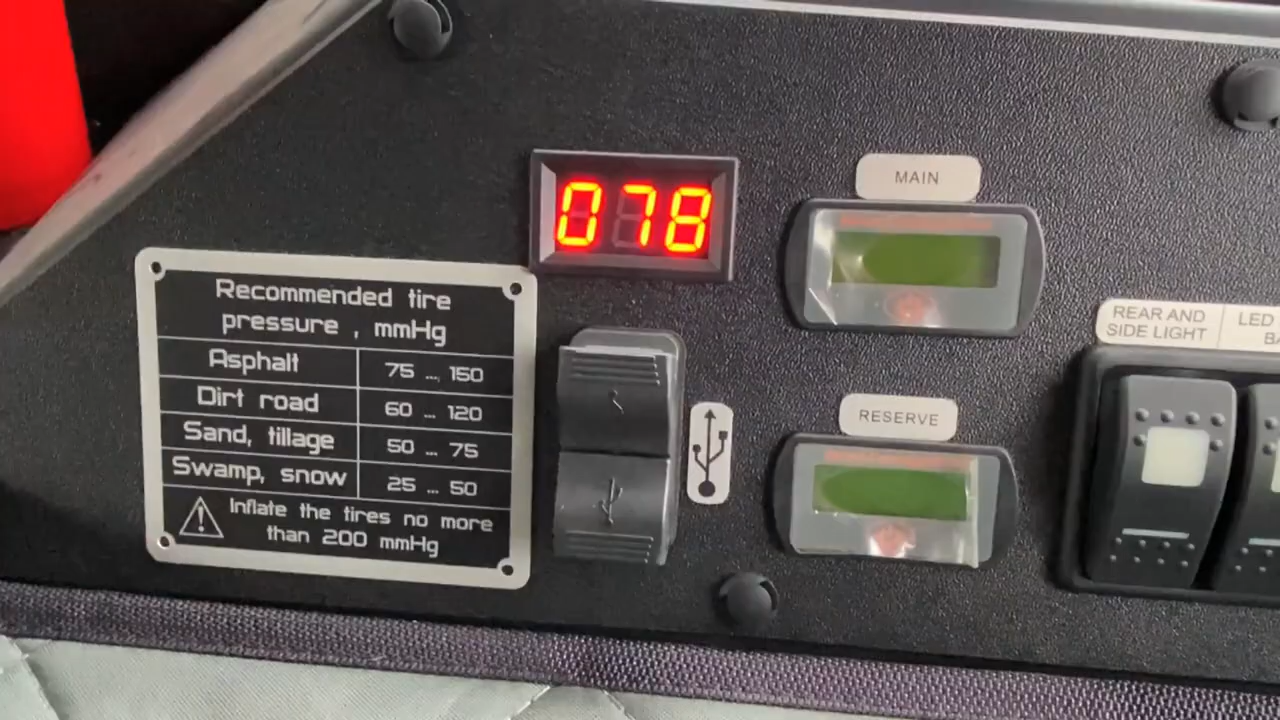 078
MAIN
Recommended tire
pressure , mmHg
Asphalt 75 ... 150
Dirt road 60 ... 120
Sand, tillage 50 ... 75
Swamp, snow 25 ... 50
Inflate the tires no more
than 200 mmHg
RESERVE
REAR AND
SIDE LIGHT
LED